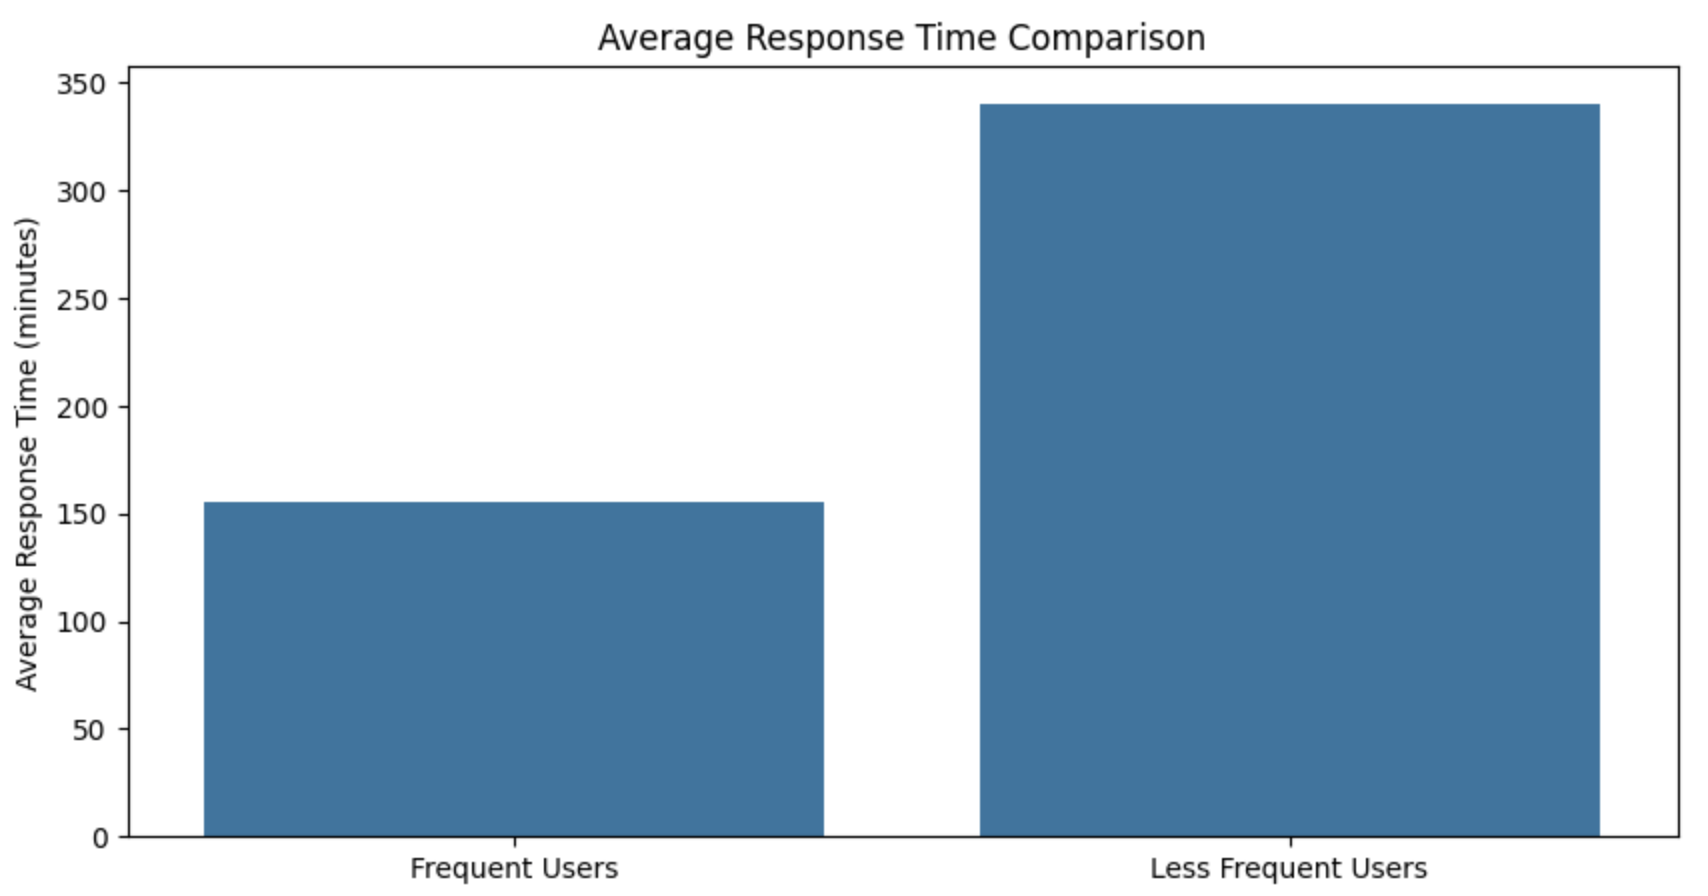 Average Response Time Comparison
Average Response Time (minutes)
350
300
250
200
150
100
50
0
Frequent Users
Less Frequent Users